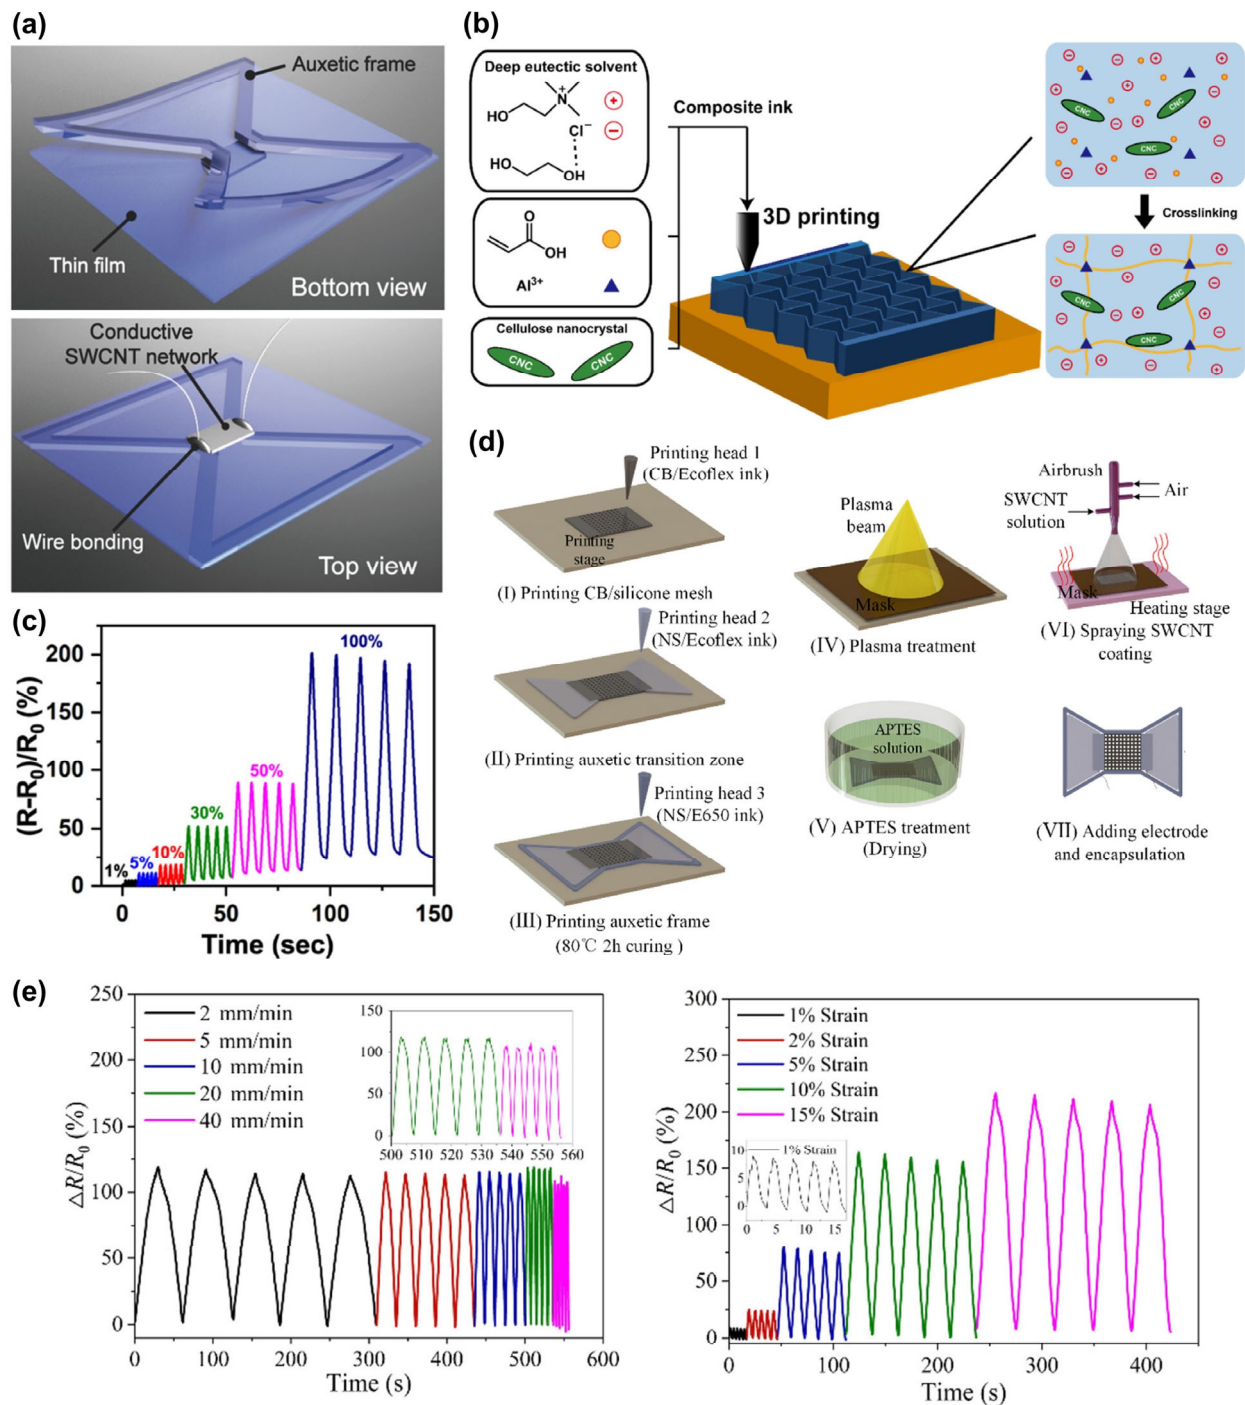 (a)
Auxetic frame
Thin film
Bottom view
Conductive
SWCNT network
Wire bonding
Top view
(b)
Deep eutectic solvent
HO
N
+
Cl−
HO
OH
+
−
O
OH
Al3+
Cellulose nanocrystal
CNC
CNC
Composite ink
3D printing
CNC
CNC
CNC
Crosslinking
CNC
CNC
CNC
(c)
(R-R0)/R0 (%)
200
150
100
50
0
1%
5%
10%
30%
50%
100%
0
50
100
150
Time (sec)
(d)
Printing head 1
(CB/Ecoflex ink)
Printing
stage
(I) Printing CB/silicone mesh
Printing head 2
(NS/Ecoflex ink)
(II) Printing auxetic transition zone
Printing head 3
(NS/E650 ink)
(III) Printing auxetic frame
(80℃ 2h curing )
Plasma
beam
Mask
(IV) Plasma treatment
APTES
solution
(V) APTES treatment
(Drying)
Airbrush
Air
SWCNT
solution
Mask
Heating stage
(VI) Spraying SWCNT
coating
(VII) Adding electrode
and encapsulation
(e)
ΔR/R0 (%)
250
200
150
100
50
0
2 mm/min
5 mm/min
10 mm/min
20 mm/min
40 mm/min
150
100
50
0
500 510 520 530 540 550 560
0 100 200 300 400 500 600
Time (s)
ΔR/R0 (%)
300
250
200
150
100
50
0
1% Strain
2% Strain
5% Strain
10% Strain
15% Strain
1% Strain
10
5
0
0 5 10 15
0 100 200 300 400
Time (s)